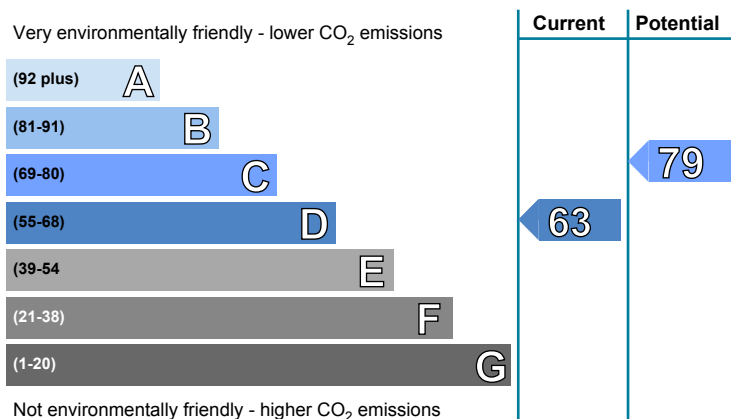 Very environmentally friendly - lower CO2 emissions
Current
Potential
(92 plus) A
(81-91) B
(69-80) C
79
(55-68) D
63
(39-54 E
(21-38) F
(1-20) G
Not environmentally friendly - higher CO2 emissions